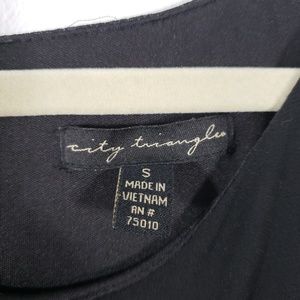 city triangles
S
MADE IN
VIETNAM
RN #
75010